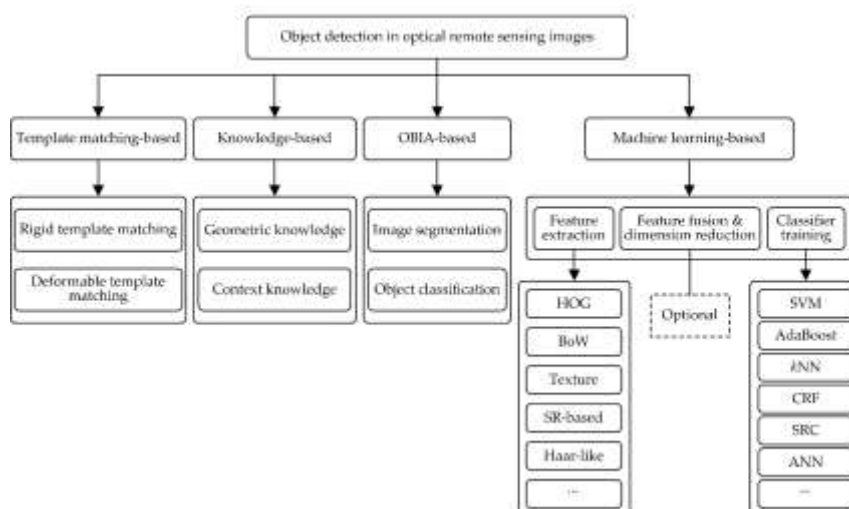 Object detection in optical remote sensing images
Template matching-based
Knowledge-based
OBIA-based
Machine learning-based
Rigid template matching
Deformable template
matching
Geometric knowledge
Context knowledge
Image segmentation
Object classification
Feature
extraction
Feature fusion &
dimension reduction
Classifier
training
HOG
BoW
Texture
SR-based
Haar-like
...
Optional
SVM
AdaBoost
kNN
CRF
SRC
ANN
...